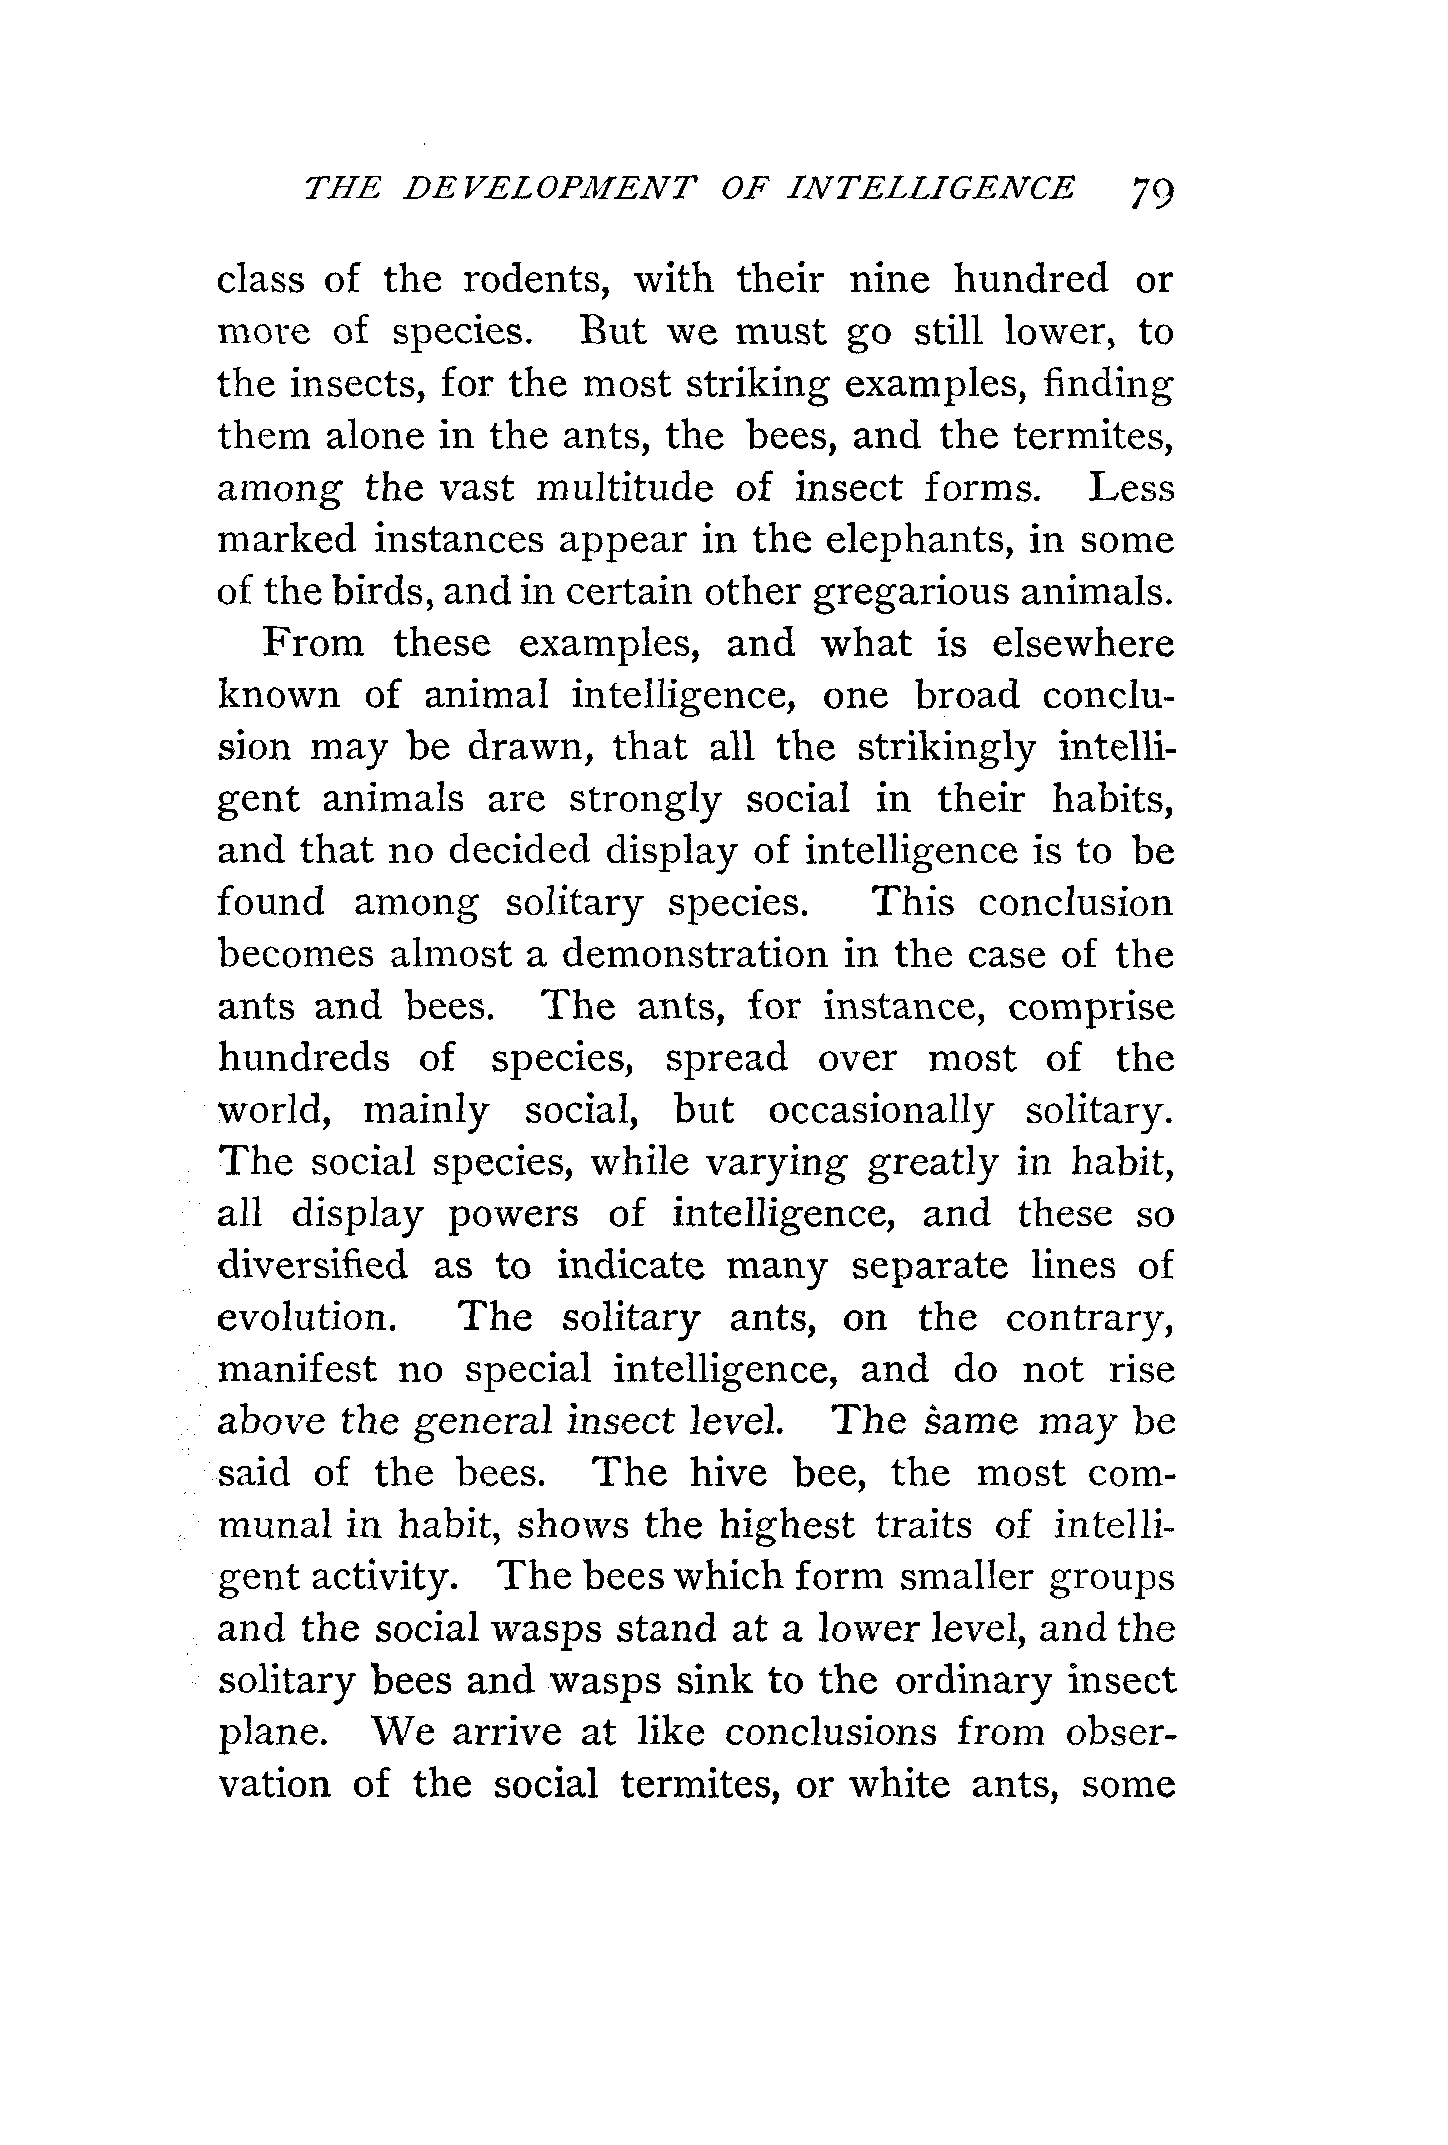 THE DEVELOPMENT OF INTELLIGENCE 79
class of the rodents, with their nine hundred or
more of species. But we must go still lower, to
the insects, for the most striking examples, finding
them alone in the ants, the bees, and the termites,
among the vast multitude of insect forms. Less
marked instances appear in the elephants, in some
of the birds, and in certain other gregarious animals.
From these examples, and what is elsewhere
known of animal intelligence, one broad conclu-
sion may be drawn, that all the strikingly intelli-
gent animals are strongly social in their habits,
and that no decided display of intelligence is to be
found among solitary species. This conclusion
becomes almost a demonstration in the case of the
ants and bees. The ants, for instance, comprise
hundreds of species, spread over most of the
world, mainly social, but occasionally solitary.
The social species, while varying greatly in habit,
all display powers of intelligence, and these so
diversified as to indicate many separate lines of
evolution. The solitary ants, on the contrary,
manifest no special intelligence, and do not rise
above the general insect level. The same may be
said of the bees. The hive bee, the most com-
munal in habit, shows the highest traits of intelli-
gent activity. The bees which form smaller groups
and the social wasps stand at a lower level, and the
solitary bees and wasps sink to the ordinary insect
plane. We arrive at like conclusions from obser-
vation of the social termites, or white ants, some